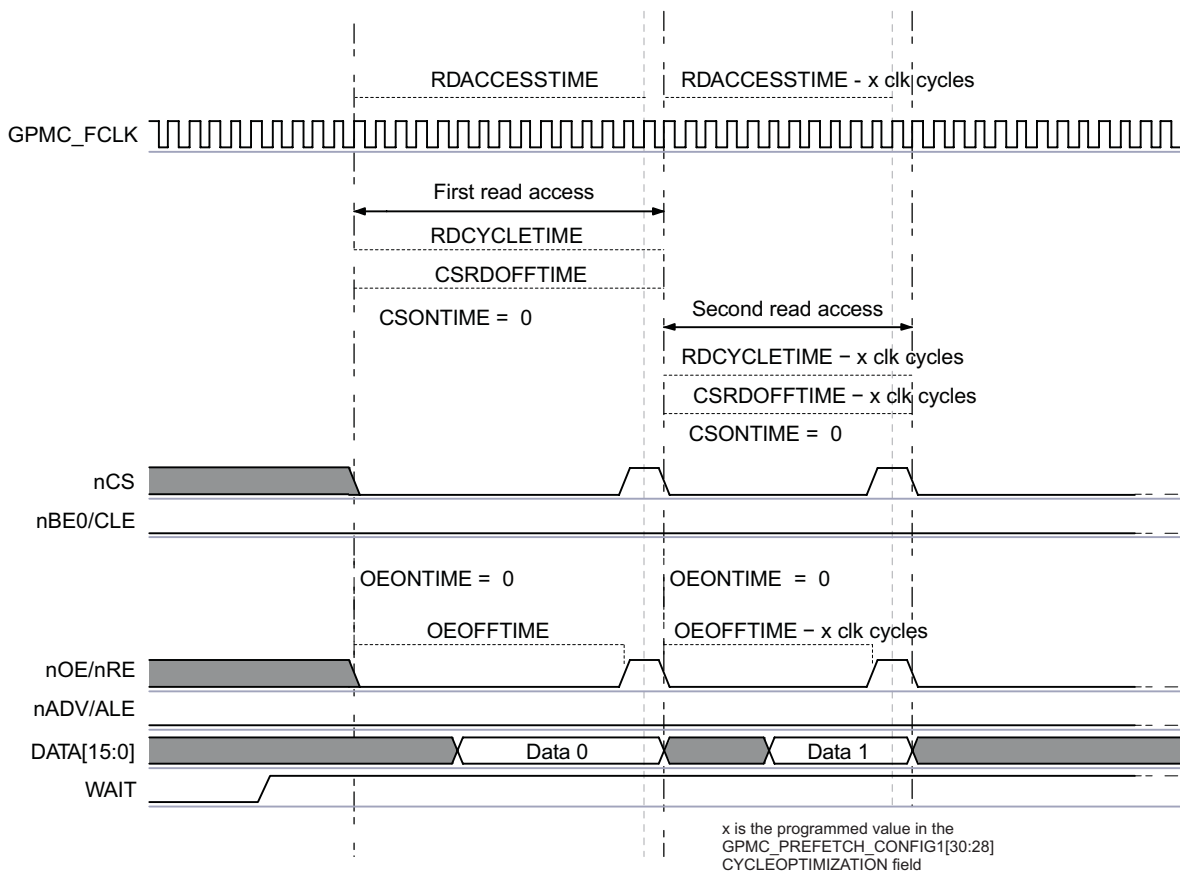 RDACCESSTIME
RDACCESSTIME - x clk cycles
GPMC_FCLK
First read access
RDCYCLETIME
CSRDOFFTIME
CSONTIME = 0
Second read access
RDCYCLETIME − x clk cycles
CSRDOFFTIME − x clk cycles
CSONTIME = 0
nCS
nBE0/CLE
OEONTIME = 0
OEONTIME = 0
OEOFFTIME
OEOFFTIME − x clk cycles
nOE/nRE
nADV/ALE
DATA[15:0]
Data 0
Data 1
WAIT
x is the programmed value in the
GPMC_PREFETCH_CONFIG1[30:28]
CYCLEOPTIMIZATION field